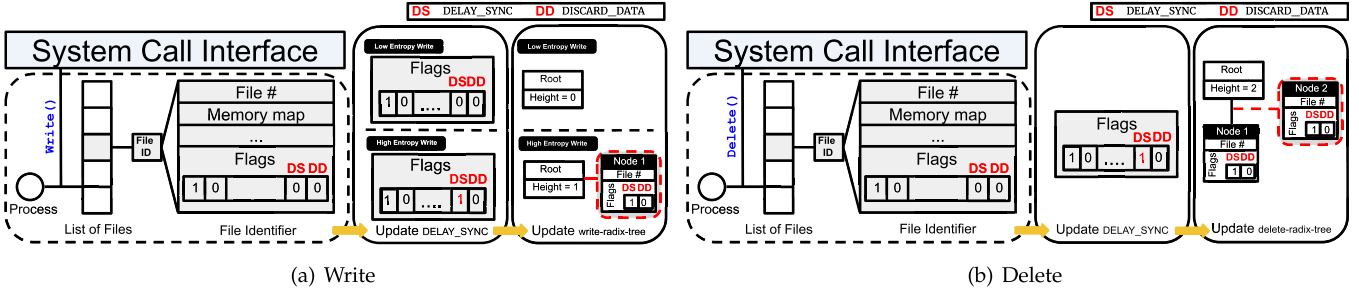 DS DELAY_SYNC DD DISCARD_DATA
System Call Interface
Write()
Process
List of Files
File ID
File #
Memory map
...
Flags
DS DD
1 0 0 0
File Identifier
Low Entropy Write
Flags
DSDD
1 0 .... 0 0
High Entropy Write
Flags
DSDD
1 0 .... 1 0
Update DELAY_SYNC
Low Entropy Write
Root
Height = 0
High Entropy Write
Root
Height = 1
Node 1
File #
Flags
DS DD
1 0
Update write-radix-tree
(a) Write
DS DELAY_SYNC DD DISCARD_DATA
System Call Interface
Delete()
Process
List of Files
File ID
File #
Memory map
...
Flags
DS DD
1 0 0 0
File Identifier
Flags
DSDD
1 0 .... 1 0
Update DELAY_SYNC
Root
Height = 2
Node 1
File #
Flags
DSDD
1 0
Node 2
File #
Flags
DSDD
1 0
Update delete-radix-tree
(b) Delete